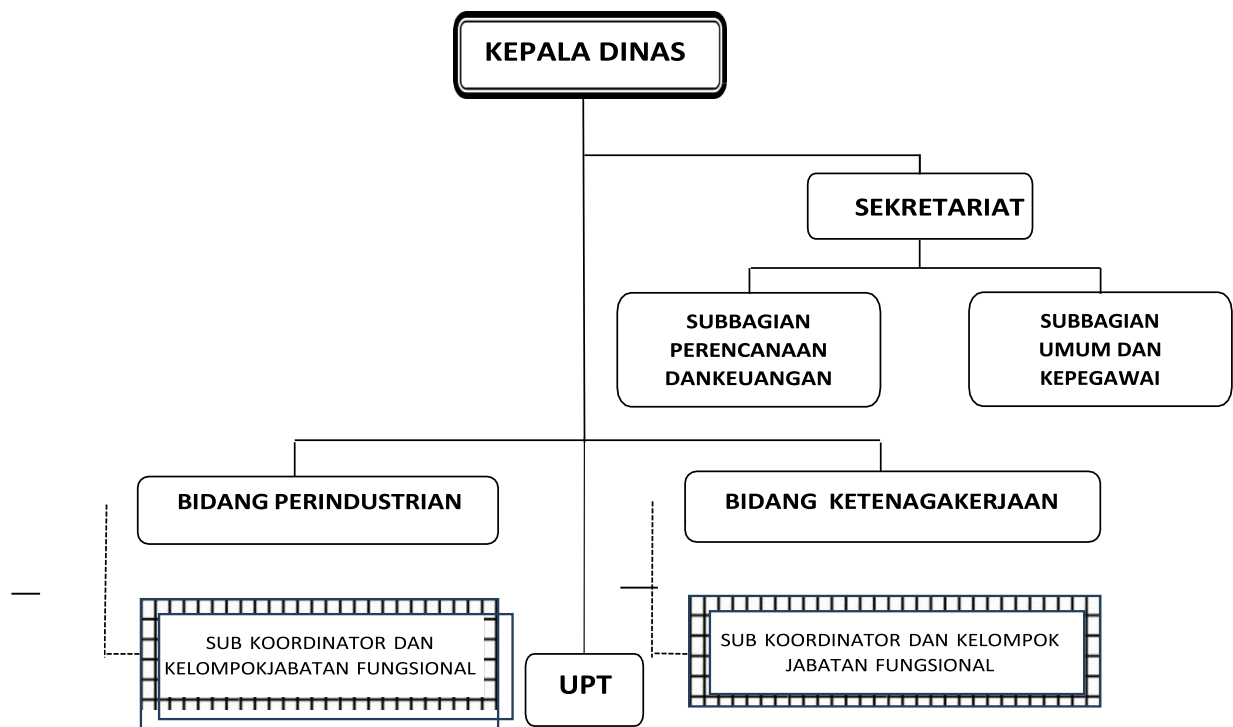 KEPALA DINAS
SEKRETARIAT
SUBBAGIAN
PERENCANAAN
DANKEUANGAN
SUBBAGIAN
UMUM DAN
KEPEGAWAI
BIDANG PERINDUSTRIAN
BIDANG KETENAGAKERJAAN
SUB KOORDINATOR DAN
KELOMPOKJABATAN FUNGSIONAL
UPT
SUB KOORDINATOR DAN KELOMPOK
JABATAN FUNGSIONAL